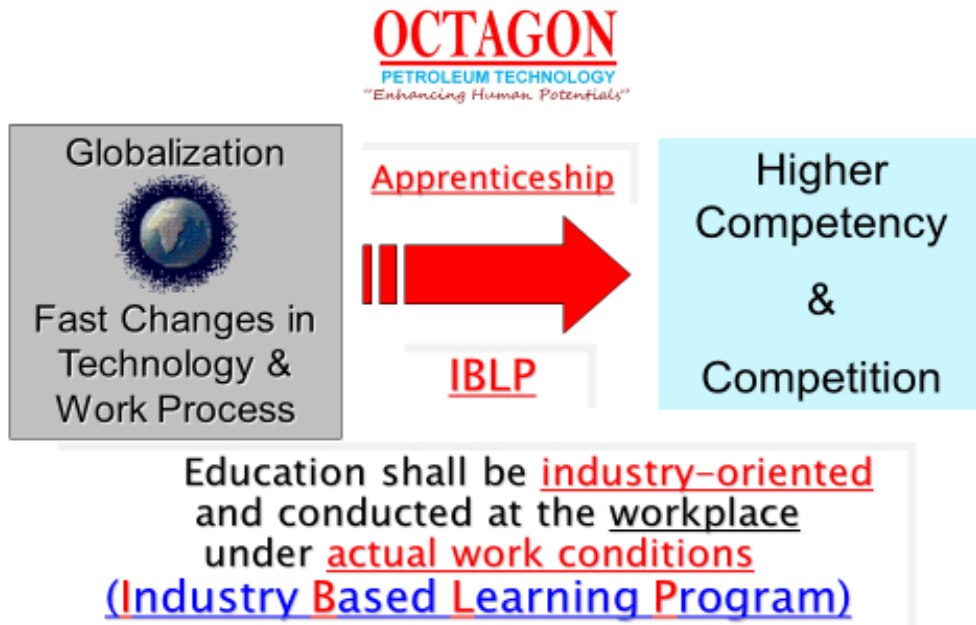 OCTAGON
PETROLEUM TECHNOLOGY
"Enhancing Human Potentials"
Globalization
Fast Changes in
Technology &
Work Process
Apprenticeship
IBLP
Higher
Competency
&
Competition
Education shall be industry-oriented
and conducted at the workplace
under actual work conditions
(Industry Based Learning Program)